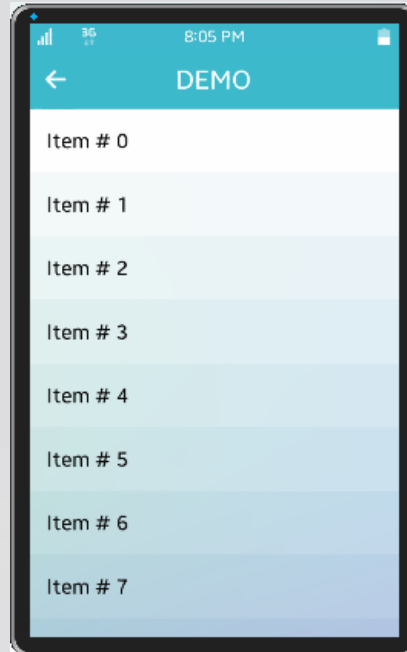 3G
8:05 PM
DEMO
Item # 0
Item # 1
Item # 2
Item # 3
Item # 4
Item # 5
Item # 6
Item # 7